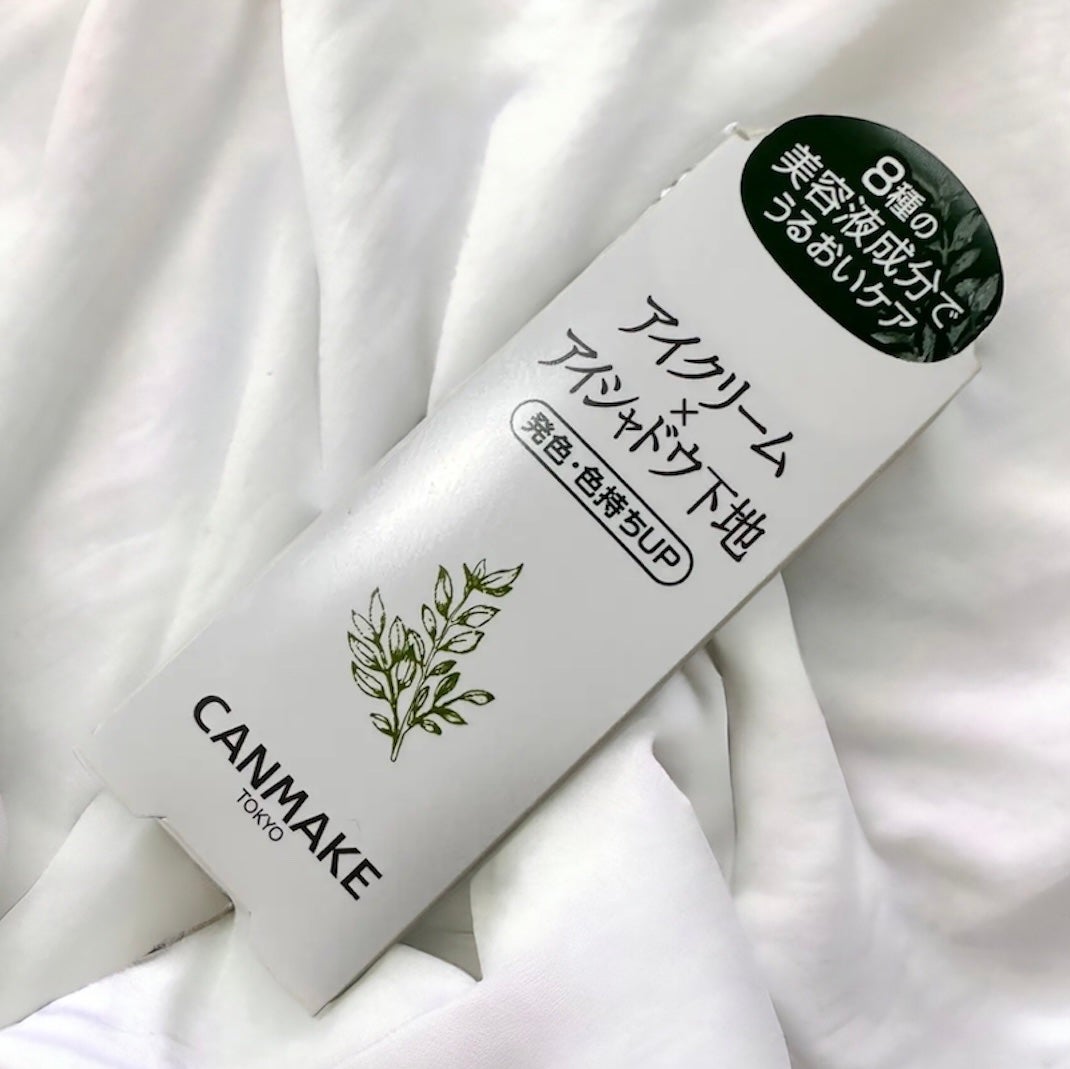 8種の
美容液成分で
うるおいケア
アイクリーム
×
アイシャドウ下地
発色・色持ちUP
CANMAKE
TOKYO